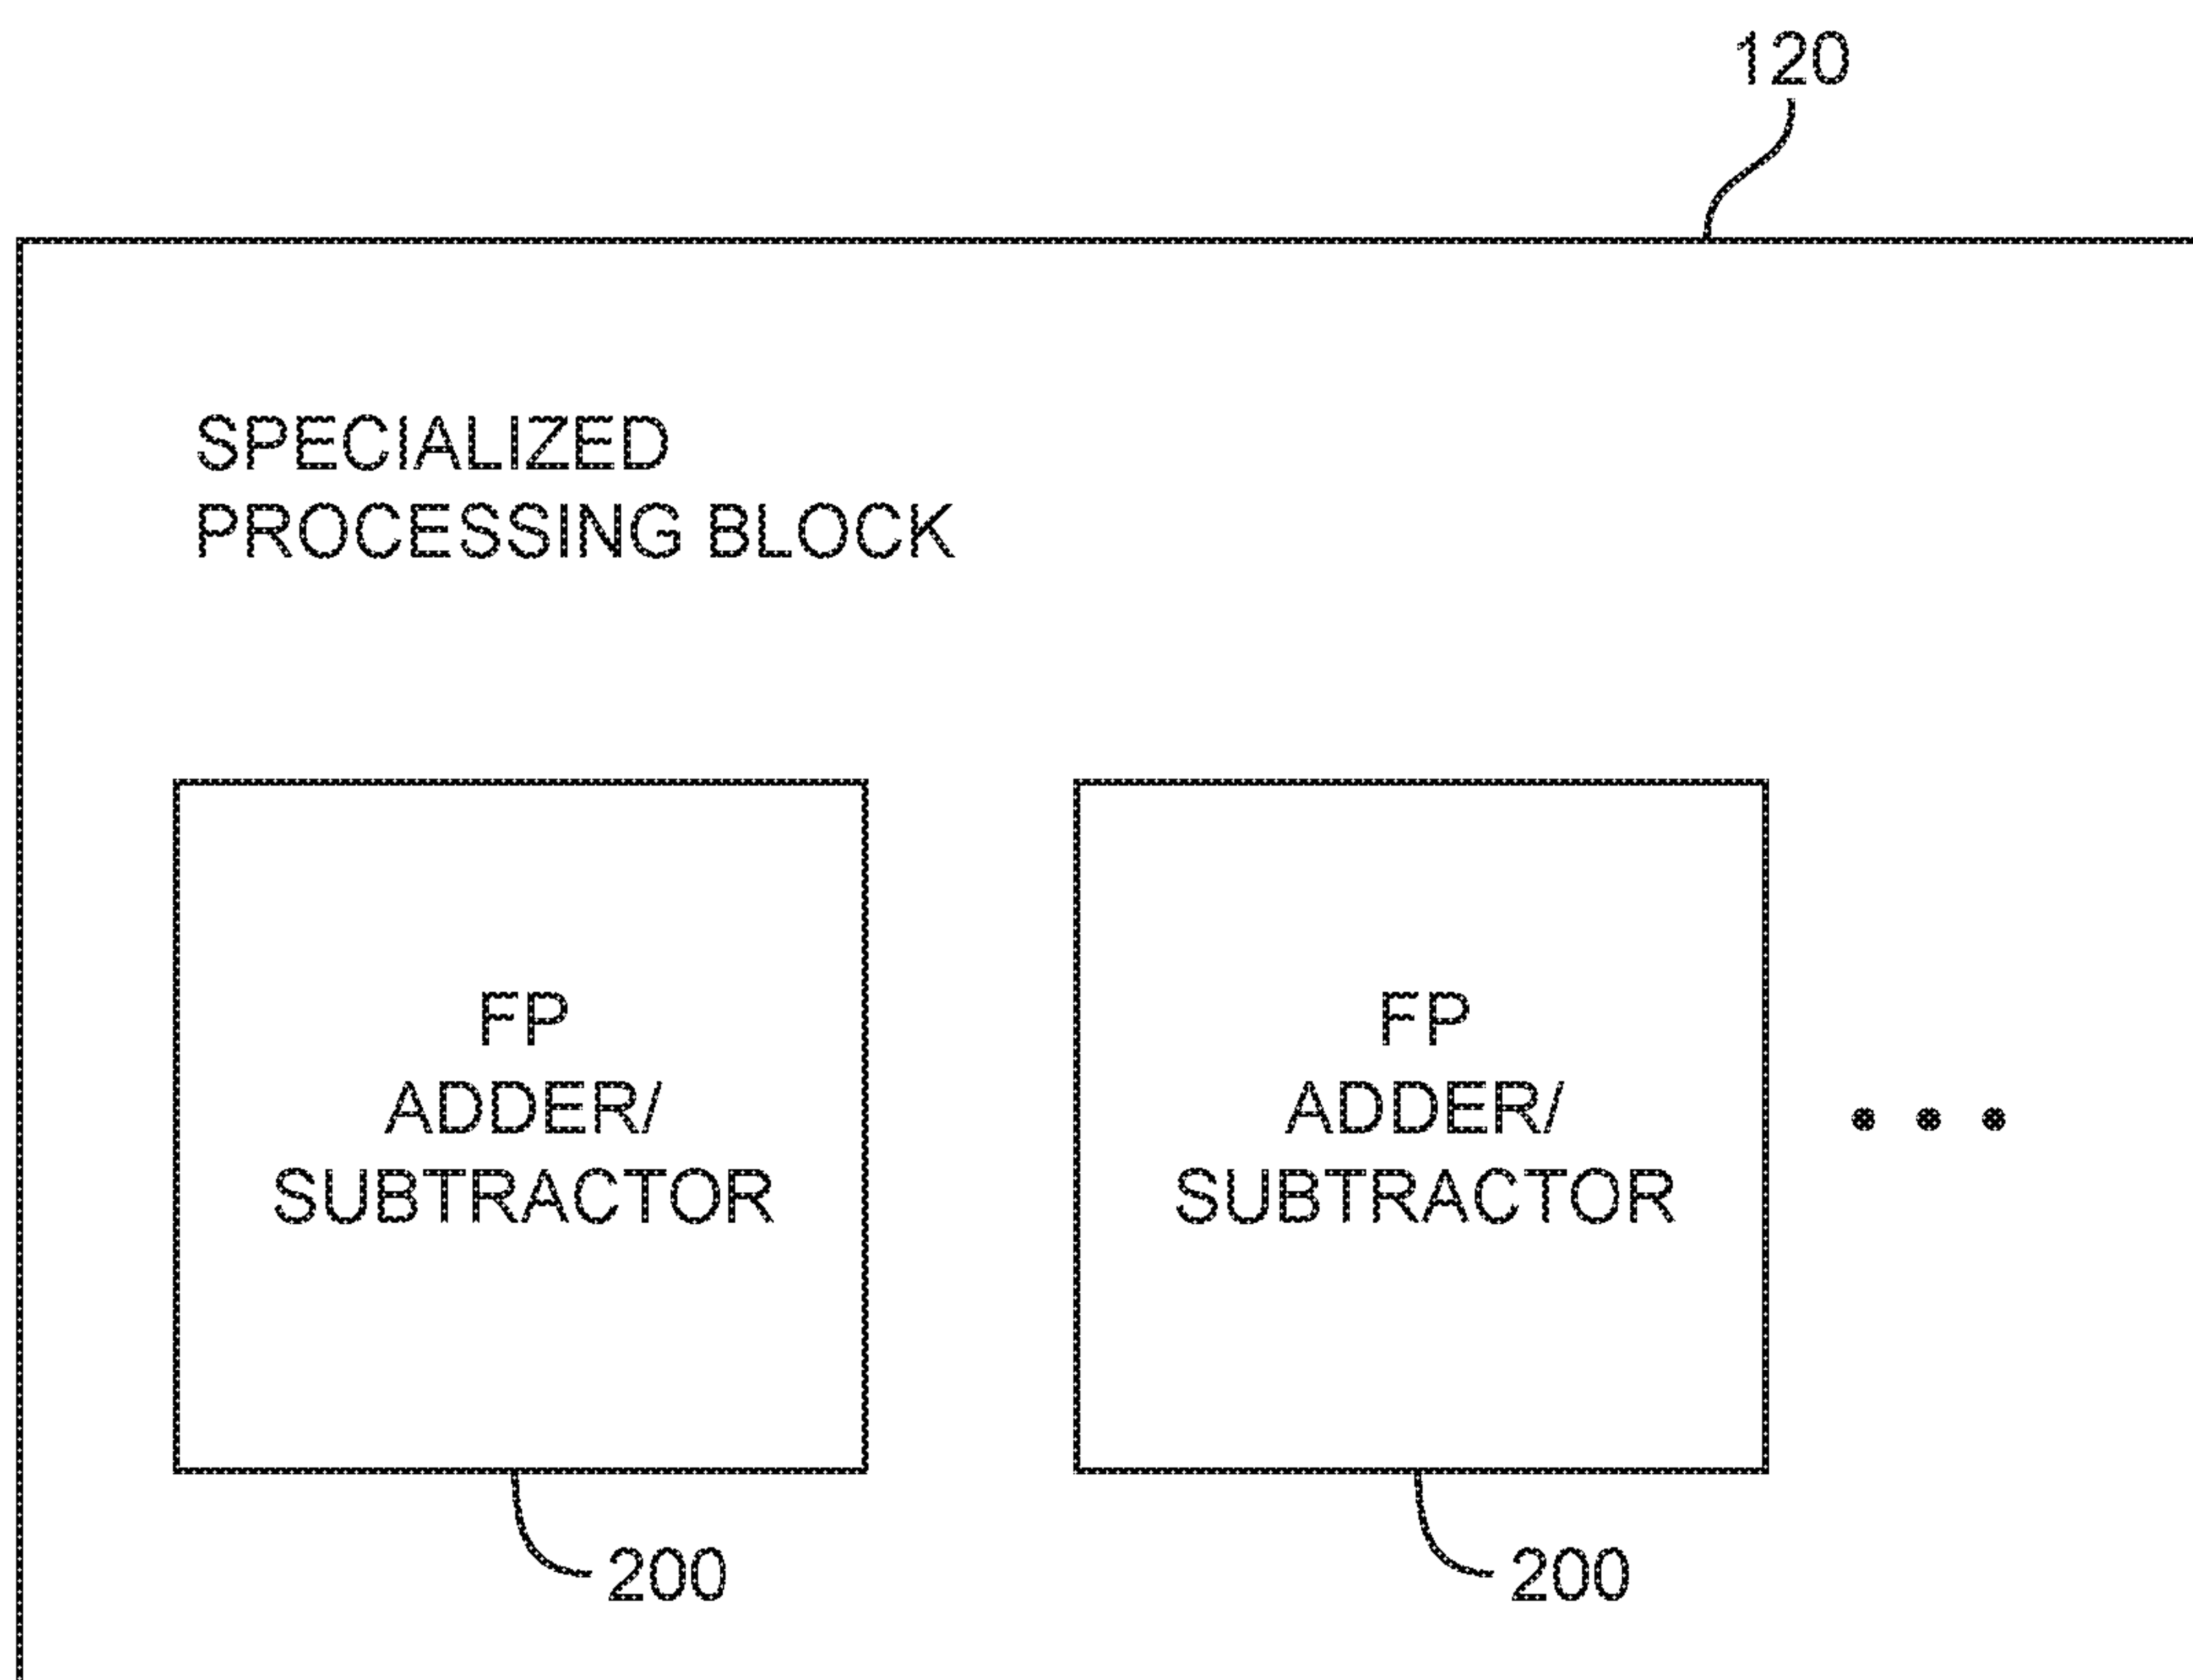 120
SPECIALIZED
PROCESSING BLOCK
FP
ADDER/
SUBTRACTOR
FP
ADDER/
SUBTRACTOR
200
200